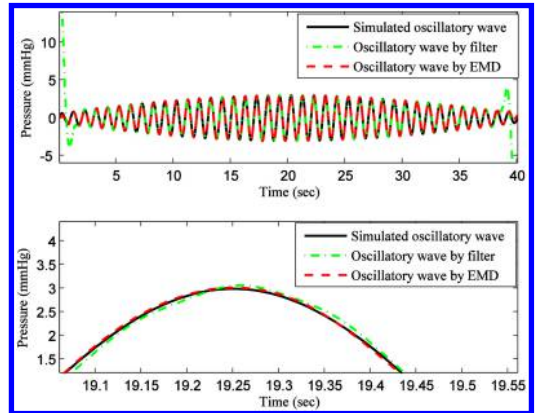 Pressure (mmHg)
10
5
0
-5
Simulated oscillatory wave
Oscillatory wave by filter
Oscillatory wave by EMD
5 10 15 20 25 30 35 40
Time (sec)
Pressure (mmHg)
4
3.5
3
2.5
2
1.5
Simulated oscillatory wave
Oscillatory wave by filter
Oscillatory wave by EMD
19.1 19.15 19.2 19.25 19.3 19.35 19.4 19.45 19.5 19.55
Time (sec)